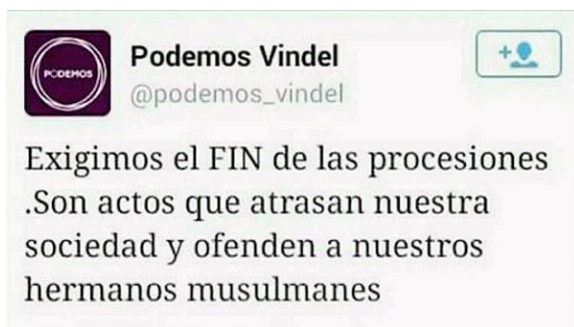 PODEMOS
Podemos Vindel
@podemos_vindel
Exigimos el FIN de las procesiones
.Son actos que atrasan nuestra
sociedad y ofenden a nuestros
hermanos musulmanes